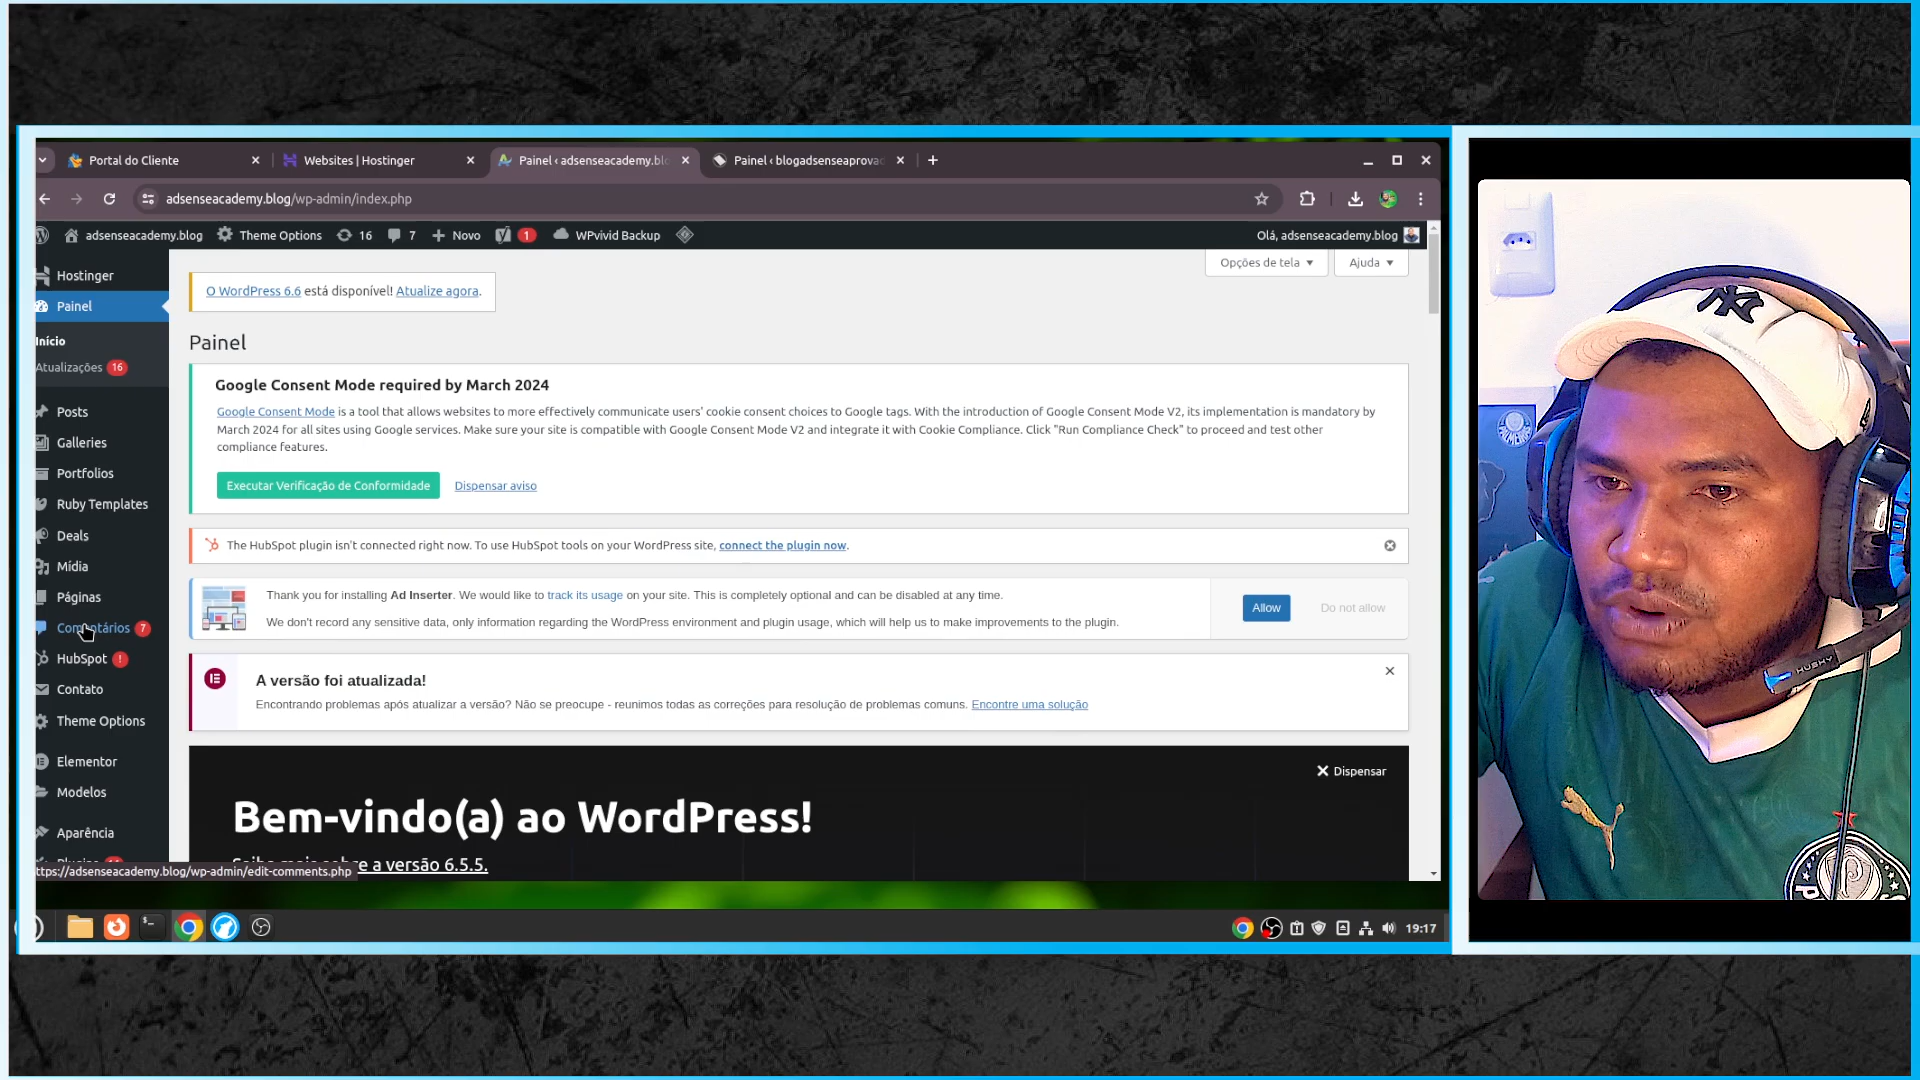 Portal do Cliente
Websites | Hostinger
Painel ‹ adsenseacademy.blo
Painel ‹ blogadsenseaprovad
adsenseacademy.blog/wp-admin/index.php
adsenseacademy.blog
Theme Options
16
7
Novo
1
WPvivid Backup
Olá, adsenseacademy.blog
Opções de tela
Ajuda
Hostinger
Painel
Início
Atualizações 16
Posts
Galleries
Portfolios
Ruby Templates
Deals
Mídia
Páginas
Comentários 7
HubSpot !
Contato
Theme Options
Elementor
Modelos
Aparência
O WordPress 6.6 está disponível! Atualize agora.
Painel
Google Consent Mode required by March 2024
Google Consent Mode is a tool that allows websites to more effectively communicate users' cookie consent choices to Google tags. With the introduction of Google Consent Mode V2, its implementation is mandatory by
March 2024 for all sites using Google services. Make sure your site is compatible with Google Consent Mode V2 and integrate it with Cookie Compliance. Click "Run Compliance Check" to proceed and test other
compliance features.
Executar Verificação de Conformidade
Dispensar aviso
The HubSpot plugin isn't connected right now. To use HubSpot tools on your WordPress site, connect the plugin now.
Thank you for installing Ad Inserter. We would like to track its usage on your site. This is completely optional and can be disabled at any time.
We don't record any sensitive data, only information regarding the WordPress environment and plugin usage, which will help us to make improvements to the plugin.
Allow
Do not allow
A versão foi atualizada!
Encontrando problemas após atualizar a versão? Não se preocupe - reunimos todas as correções para resolução de problemas comuns. Encontre uma solução
Dispensar
Bem-vindo(a) ao WordPress!
e a versão 6.5.5.
ttps://adsenseacademy.blog/wp-admin/edit-comments.php
19:17
NY
HUSKY